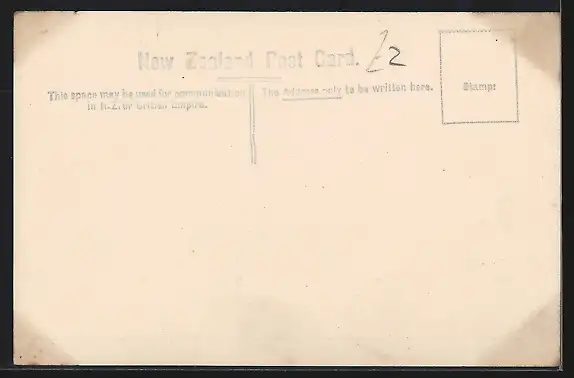 New Zealand Post Card.
This space may be used for communication
in N.Z. or British Empire.
The Address only to be written here.
Stamp: